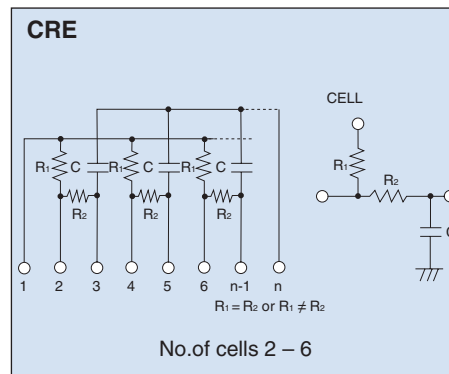 CRE
CELL
R₁ C R₁ C R₁ C
R₂ R₂ R₂
R₁
R₂
1 2 3 4 5 6 n-1 n
R₁ = R₂ or R₁ ≠ R₂
No.of cells 2 – 6